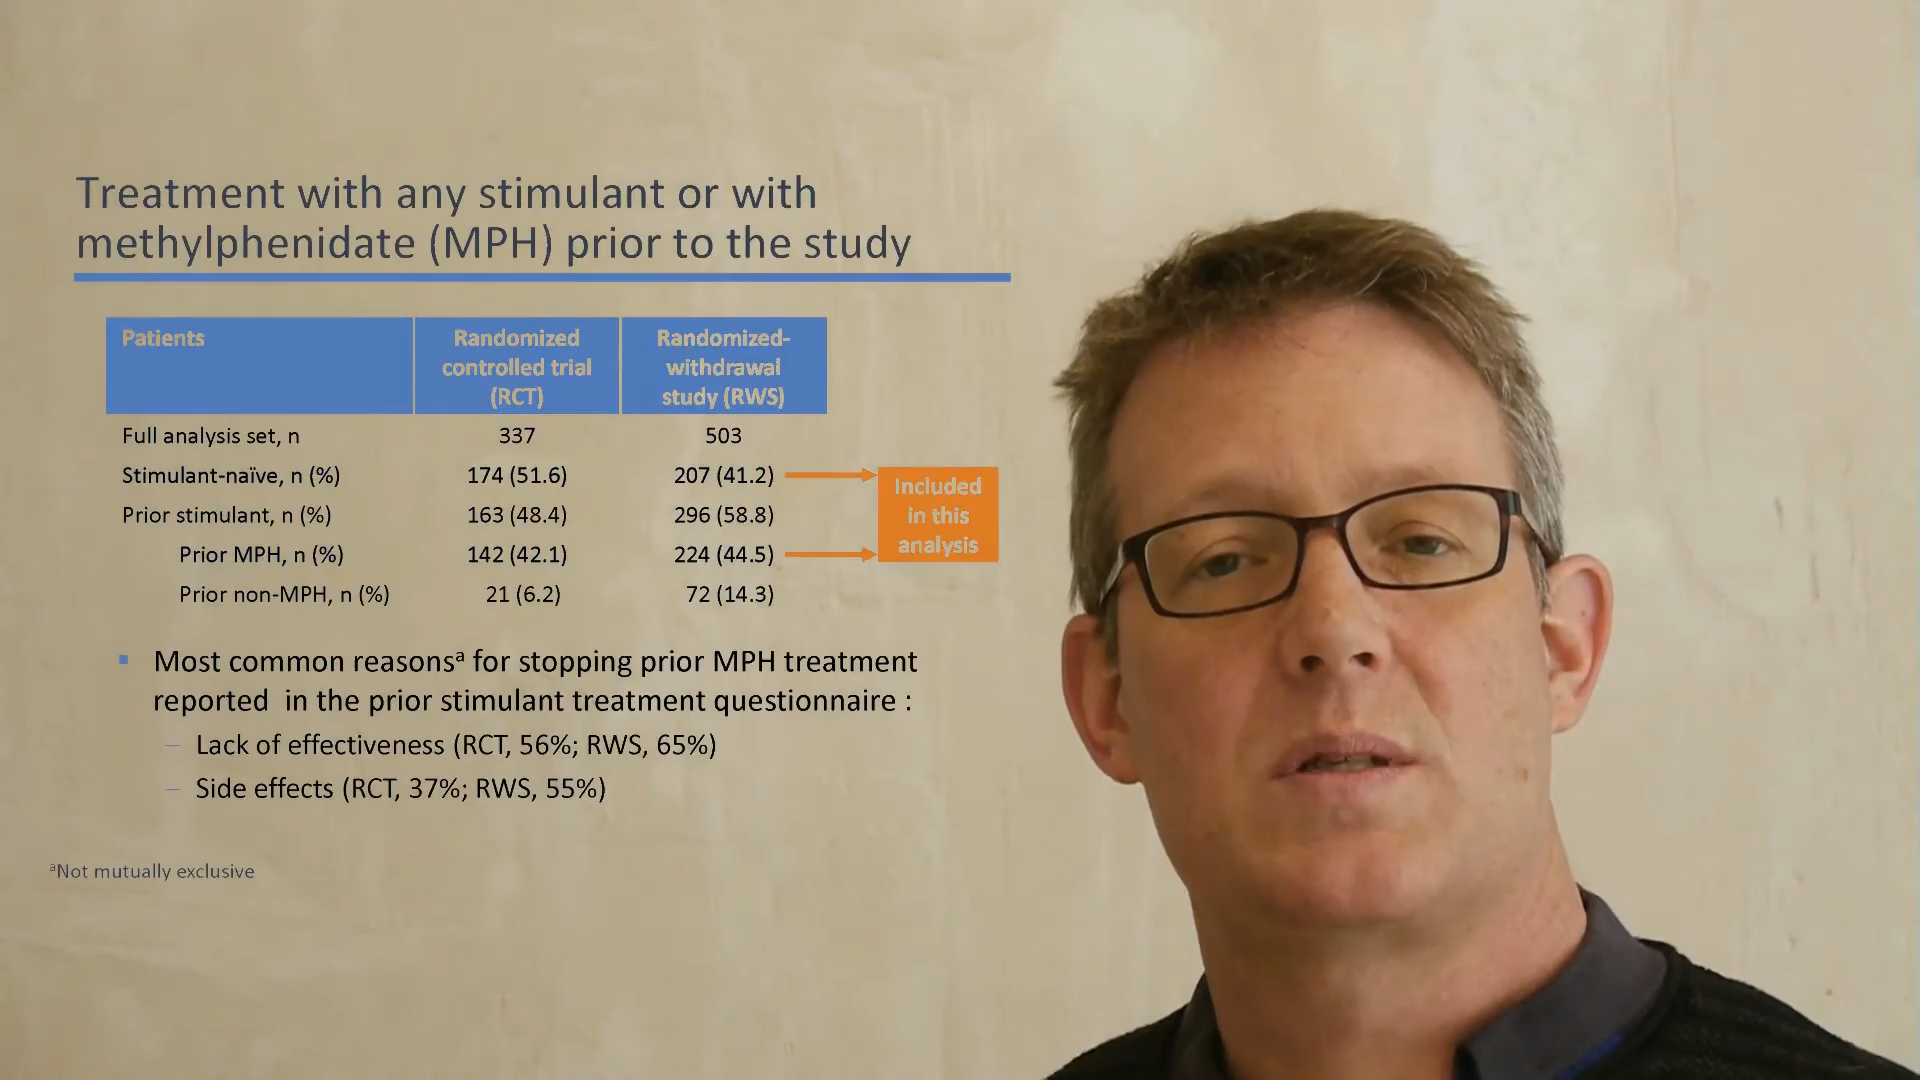 Treatment with any stimulant or with
methylphenidate (MPH) prior to the study
Patients
Randomized
controlled trial
(RCT)
Randomized-
withdrawal
study (RWS)
Full analysis set, n 337 503
Stimulant-naïve, n (%) 174 (51.6) 207 (41.2)
Prior stimulant, n (%) 163 (48.4) 296 (58.8)
Prior MPH, n (%) 142 (42.1) 224 (44.5)
Prior non-MPH, n (%) 21 (6.2) 72 (14.3)
Included
in this
analysis
▪ Most common reasonsᵃ for stopping prior MPH treatment
reported in the prior stimulant treatment questionnaire :
– Lack of effectiveness (RCT, 56%; RWS, 65%)
– Side effects (RCT, 37%; RWS, 55%)
ᵃNot mutually exclusive